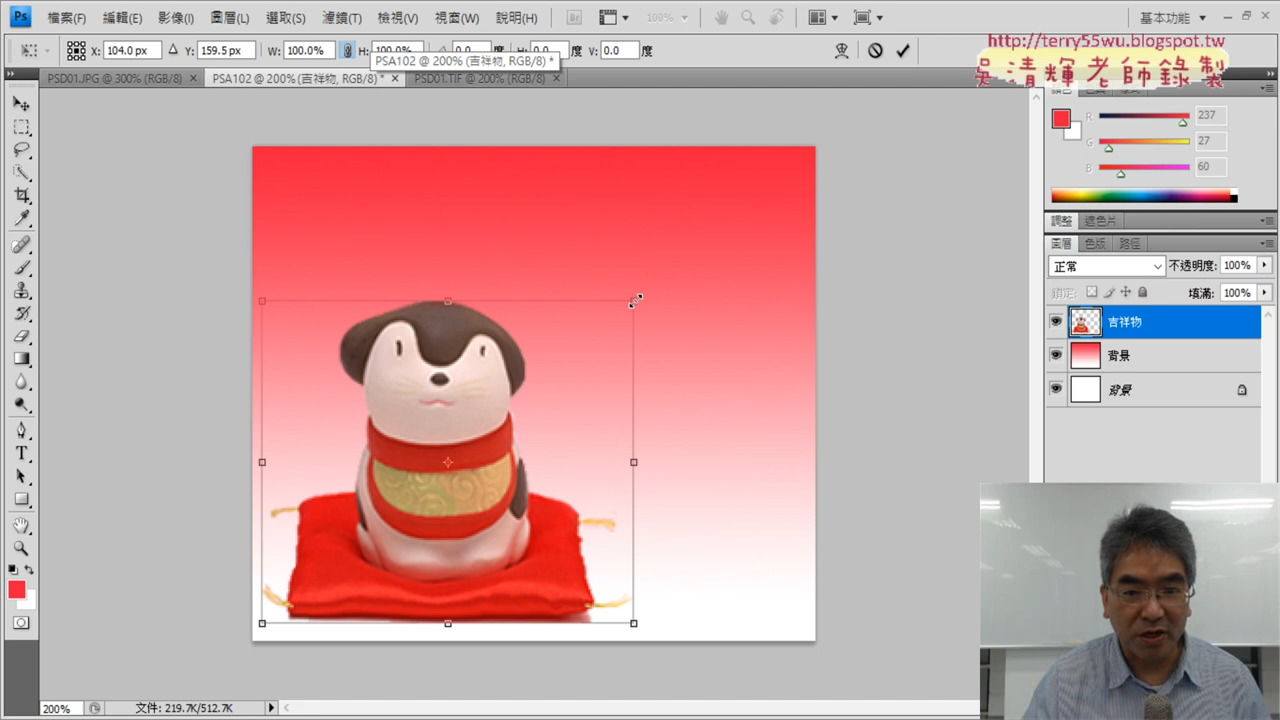 Ps 檔案(F) 編輯(E) 影像(I) 圖層(L) 選取(S) 濾鏡(T) 檢視(V) 視窗(W) 說明(H) Br 100% 基本功能
X: 104.0 px Y: 159.5 px W: 100.0% H: 100.0% 0.0 度 H: 0.0 度 V: 0.0 度
http://terry55wu.blogspot.tw
吳清輝老師錄製
PSA102 @ 200% (吉祥物, RGB/8) *
PSD01.JPG @ 300% (RGB/8) × PSA102 @ 200% (吉祥物, RGB/8) * × PSD01.TIF @ 200% (RGB/8) ×
R 237
G 27
B 60
調整 遮色片
圖層 色版 路徑
正常 不透明度: 100%
鎖定: 填滿: 100%
吉祥物
背景
背景
T
200% 文件: 219.7K/512.7K